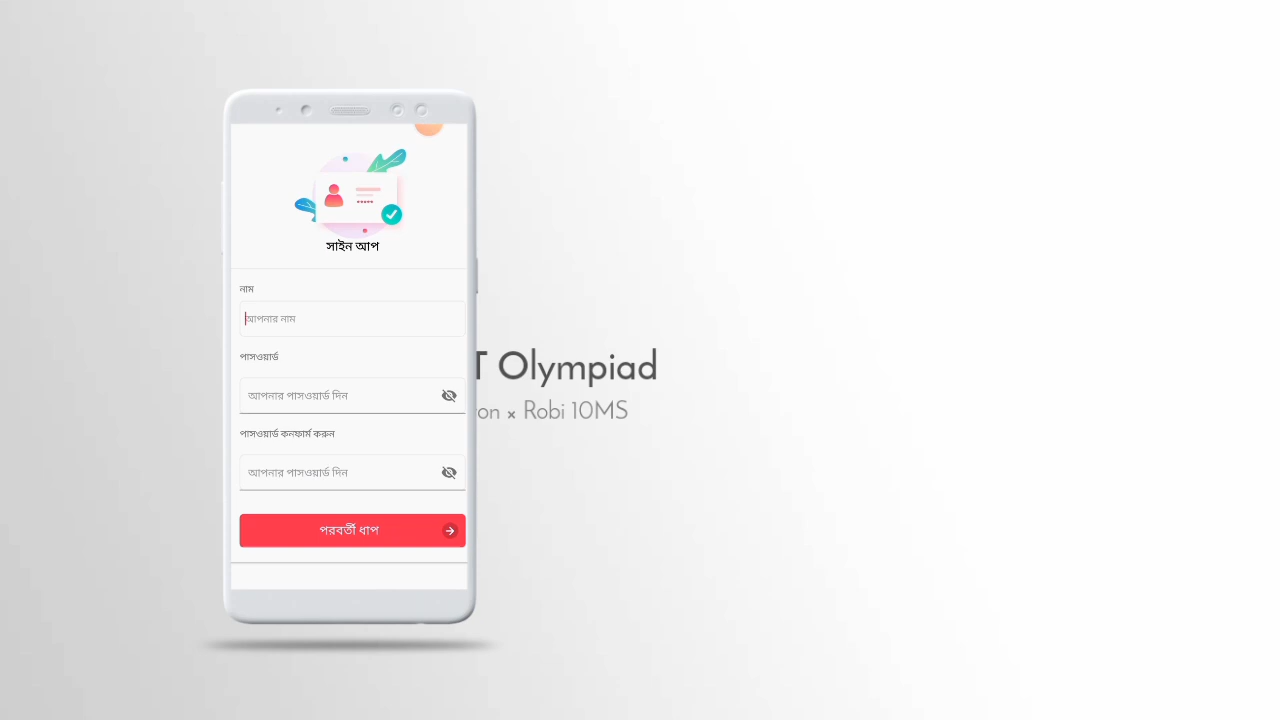 সাইন আপ
নাম
আপনার নাম
পাসওয়ার্ড
আপনার পাসওয়ার্ড দিন
পাসওয়ার্ড কনফার্ম করুন
আপনার পাসওয়ার্ড দিন
পরবর্তী ধাপ
T Olympiad
on × Robi 10MS